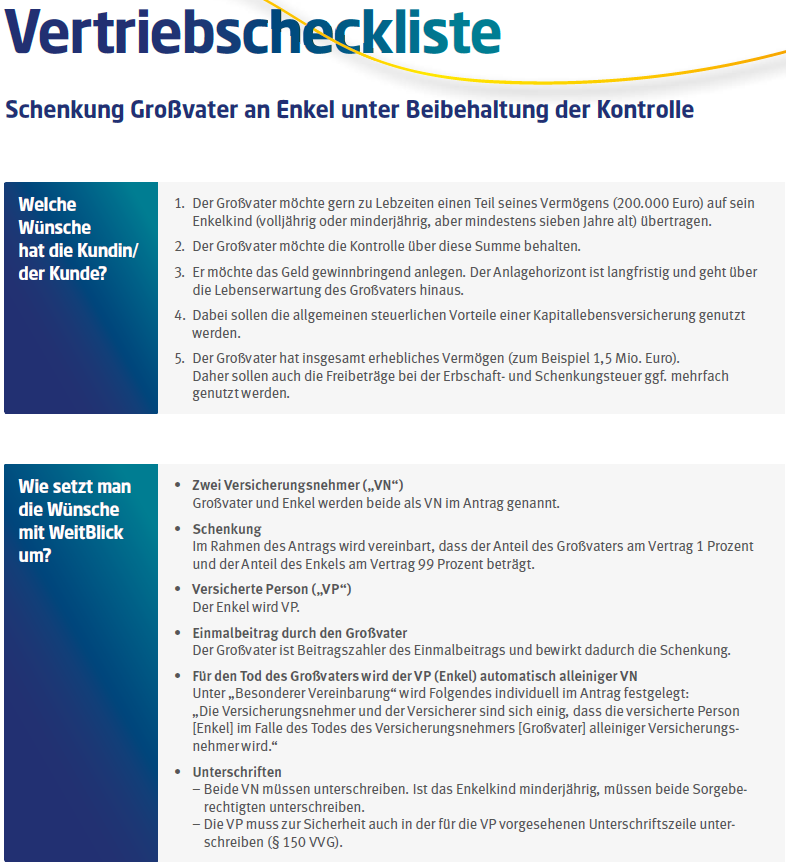 Vertriebscheckliste
Schenkung Großvater an Enkel unter Beibehaltung der Kontrolle
Welche
Wünsche
hat die Kundin/
der Kunde?
1. Der Großvater möchte gern zu Lebzeiten einen Teil seines Vermögens (200.000 Euro) auf sein
Enkelkind (volljährig oder minderjährig, aber mindestens sieben Jahre alt) übertragen.
2. Der Großvater möchte die Kontrolle über diese Summe behalten.
3. Er möchte das Geld gewinnbringend anlegen. Der Anlagehorizont ist langfristig und geht über
die Lebenserwartung des Großvaters hinaus.
4. Dabei sollen die allgemeinen steuerlichen Vorteile einer Kapitallebensversicherung genutzt
werden.
5. Der Großvater hat insgesamt erhebliches Vermögen (zum Beispiel 1,5 Mio. Euro).
Daher sollen auch die Freibeträge bei der Erbschaft- und Schenkungsteuer ggf. mehrfach
genutzt werden.
Wie setzt man
die Wünsche
mit WeitBlick
um?
• Zwei Versicherungsnehmer („VN“)
Großvater und Enkel werden beide als VN im Antrag genannt.
• Schenkung
Im Rahmen des Antrags wird vereinbart, dass der Anteil des Großvaters am Vertrag 1 Prozent
und der Anteil des Enkels am Vertrag 99 Prozent beträgt.
• Versicherte Person („VP“)
Der Enkel wird VP.
• Einmalbeitrag durch den Großvater
Der Großvater ist Beitragszahler des Einmalbeitrags und bewirkt dadurch die Schenkung.
• Für den Tod des Großvaters wird der VP (Enkel) automatisch alleiniger VN
Unter „Besonderer Vereinbarung“ wird Folgendes individuell im Antrag festgelegt:
„Die Versicherungsnehmer und der Versicherer sind sich einig, dass die versicherte Person
[Enkel] im Falle des Todes des Versicherungsnehmers [Großvater] alleiniger Versicherungs-
nehmer wird.“
• Unterschriften
– Beide VN müssen unterschreiben. Ist das Enkelkind minderjährig, müssen beide Sorgebe-
rechtigten unterschreiben.
– Die VP muss zur Sicherheit auch in der für die VP vorgesehenen Unterschriftszeile unter-
schreiben (§ 150 VVG).